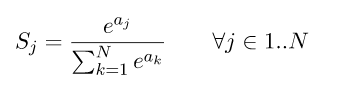 $S_j = \frac{e^{a_j}}{\sum_{k=1}^{N} e^{a_k}} \qquad \forall j \in 1..N$